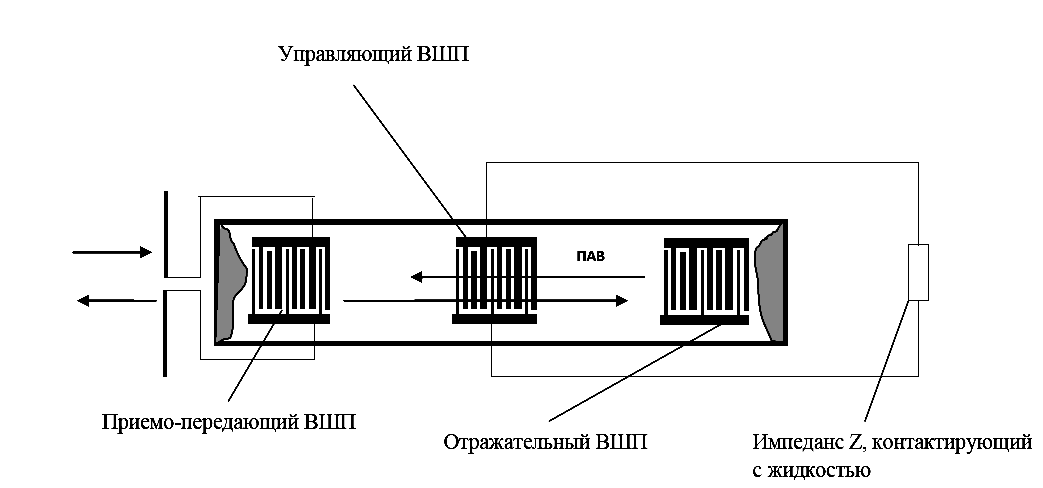 Управляющий ВШП
ПАВ
Приемо-передающий ВШП
Отражательный ВШП
Импеданс Z, контактирующий
с жидкостью